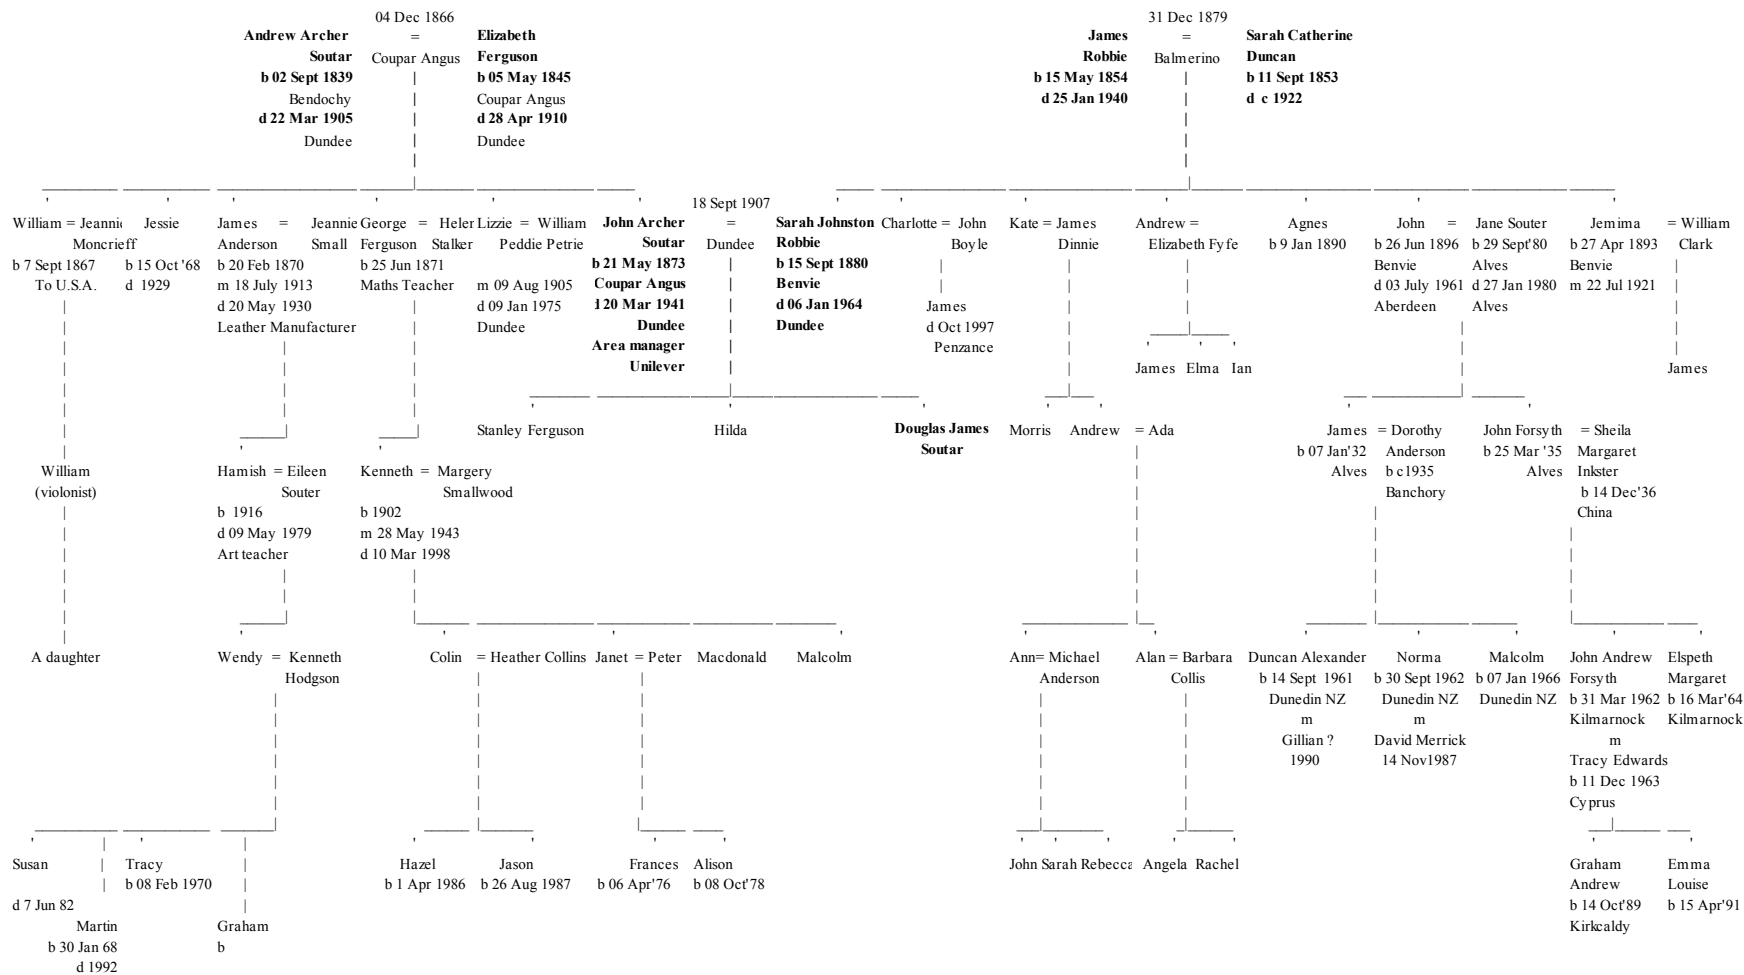 04 Dec 1866
31 Dec 1879
Andrew Archer = Elizabeth
Soutar Coupar Angus Ferguson
b 02 Sept 1839 b 05 May 1845
Bendochy Coupar Angus
d 22 Mar 1905 d 28 Apr 1910
Dundee Dundee
James = Sarah Catherine
Robbie Balmerino Duncan
b 15 May 1854 b 11 Sept 1853
d 25 Jan 1940 d c 1922
William = Jeannie
Moncrieff
b 7 Sept 1867
To U.S.A.
Jessie
b 15 Oct '68
d 1929
James = Jeannie
Anderson Small
b 20 Feb 1870
m 18 July 1913
d 20 May 1930
Leather Manufacturer
George = Helen
Ferguson Stalker
b 25 Jun 1871
Maths Teacher
Lizzie = William
Peddie Petrie
m 09 Aug 1905
d 09 Jan 1975
Dundee
18 Sept 1907
John Archer = Sarah Johnston
Soutar Dundee Robbie
b 21 May 1873 b 15 Sept 1880
Coupar Angus Benvie
d 20 Mar 1941 d 06 Jan 1964
Dundee Dundee
Area manager
Unilever
Charlotte = John
Boyle
James
d Oct 1997
Penzance
Kate = James
Dinnie
Andrew =
Elizabeth Fyfe
James Elma Ian
Agnes
b 9 Jan 1890
John = Jane Souter
b 26 Jun 1896 b 29 Sept'80
Benvie Alves
d 03 July 1961 d 27 Jan 1980
Aberdeen Alves
Jemima = William
b 27 Apr 1893 Clark
Benvie
m 22 Jul 1921
James
Stanley Ferguson Hilda Douglas James
Soutar
Morris Andrew = Ada
James = Dorothy
b 07 Jan'32 Anderson
Alves b c1935
Banchory
John Forsyth = Sheila
b 25 Mar '35 Margaret
Alves Inkster
b 14 Dec'36
China
William
(violonist)
Hamish = Eileen
Souter
b 1916
d 09 May 1979
Art teacher
Kenneth = Margery
Smallwood
b 1902
m 28 May 1943
d 10 Mar 1998
A daughter
Wendy = Kenneth
Hodgson
Colin = Heather Collins
Janet = Peter
Macdonald
Malcolm
Ann= Michael
Anderson
Alan = Barbara
Collis
Duncan Alexander
b 14 Sept 1961
Dunedin NZ
m
Gillian ?
1990
Norma
b 30 Sept 1962
Dunedin NZ
m
David Merrick
14 Nov1987
Malcolm
b 07 Jan 1966
Dunedin NZ
John Andrew
Forsyth
b 31 Mar 1962
Kilmarnock
m
Tracy Edwards
b 11 Dec 1963
Cyprus
Elspeth
Margaret
b 16 Mar'64
Kilmarnock
Susan
d 7 Jun 82
Martin
b 30 Jan 68
d 1992
Tracy
b 08 Feb 1970
Graham
b
Hazel
b 1 Apr 1986
Jason
b 26 Aug 1987
Frances
b 06 Apr'76
Alison
b 08 Oct'78
John Sarah Rebecca
Angela Rachel
Graham
Andrew
b 14 Oct'89
Kirkcaldy
Emma
Louise
b 15 Apr'91